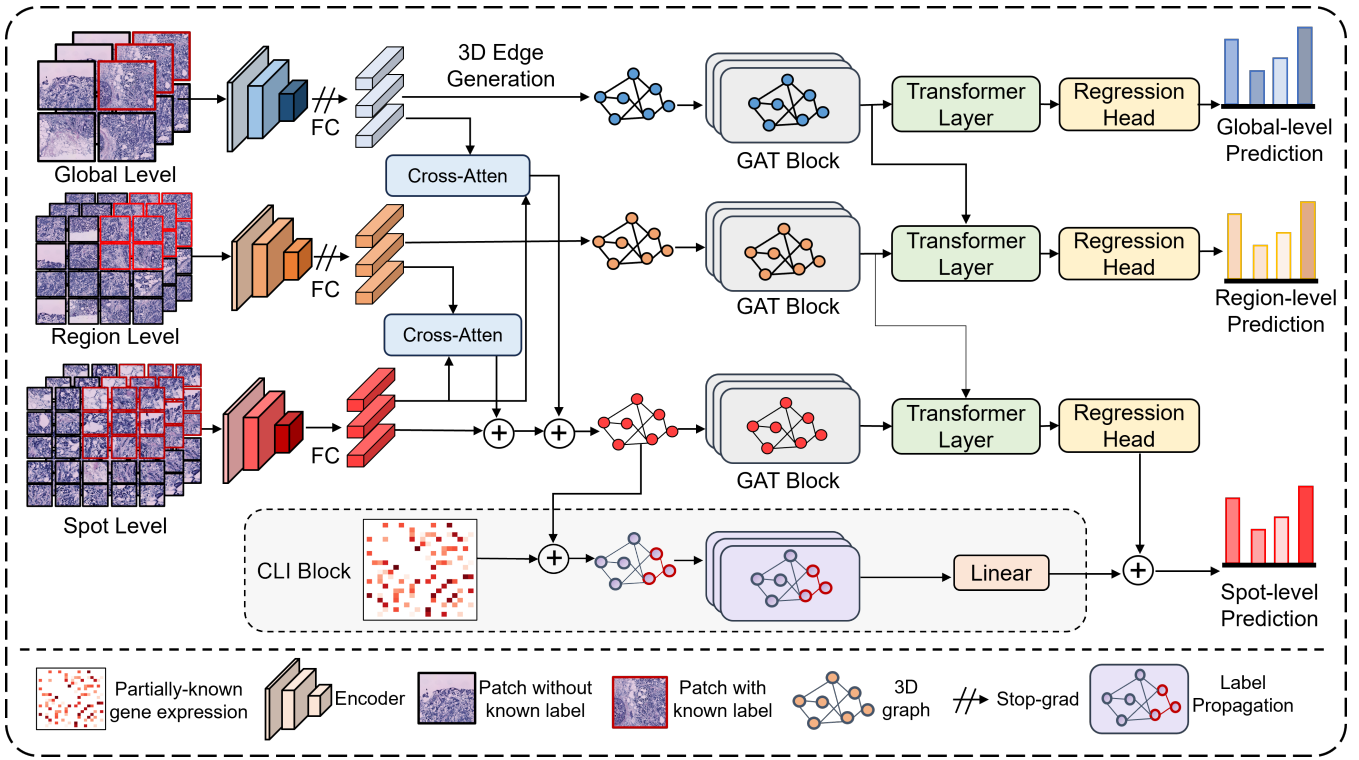 3D Edge
Generation
FC
Global Level
GAT Block
Transformer
Layer
Regression
Head
Global-level
Prediction
Cross-Atten
FC
Region Level
GAT Block
Transformer
Layer
Regression
Head
Region-level
Prediction
Cross-Atten
FC
Spot Level
GAT Block
Transformer
Layer
Regression
Head
CLI Block
Linear
Spot-level
Prediction
Partially-known
gene expression
Encoder
Patch without
known label
Patch with
known label
3D
graph
Stop-grad
Label
Propagation